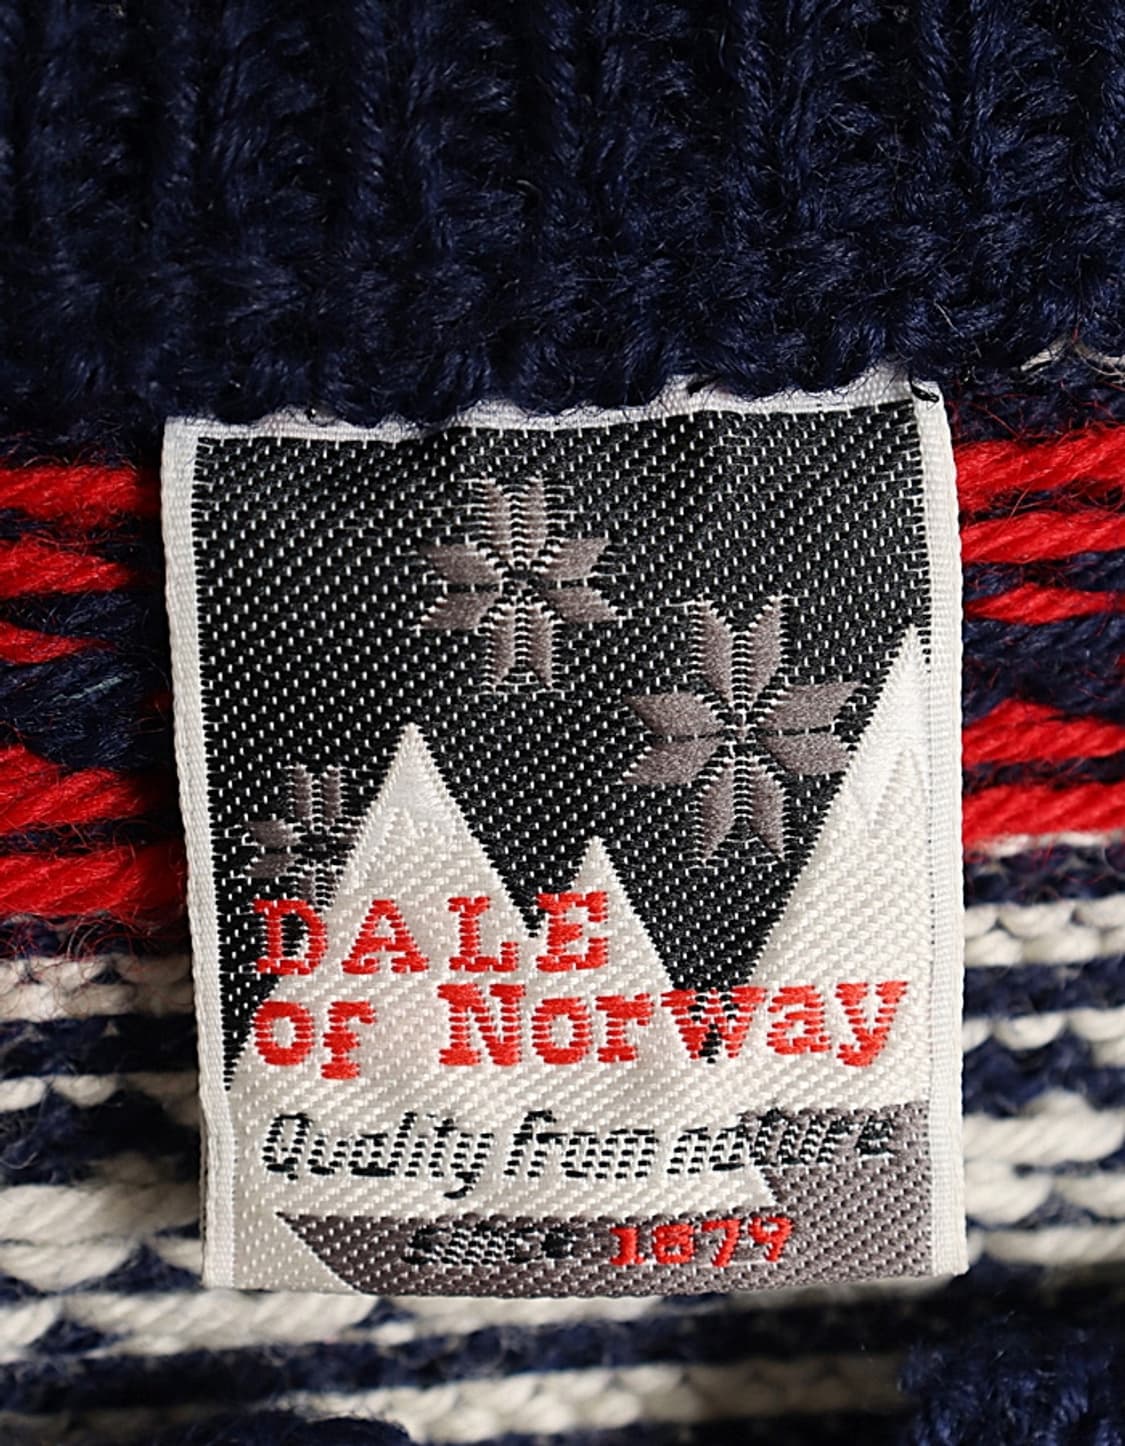 DALE
of Norway
Quality from nature
since 1879